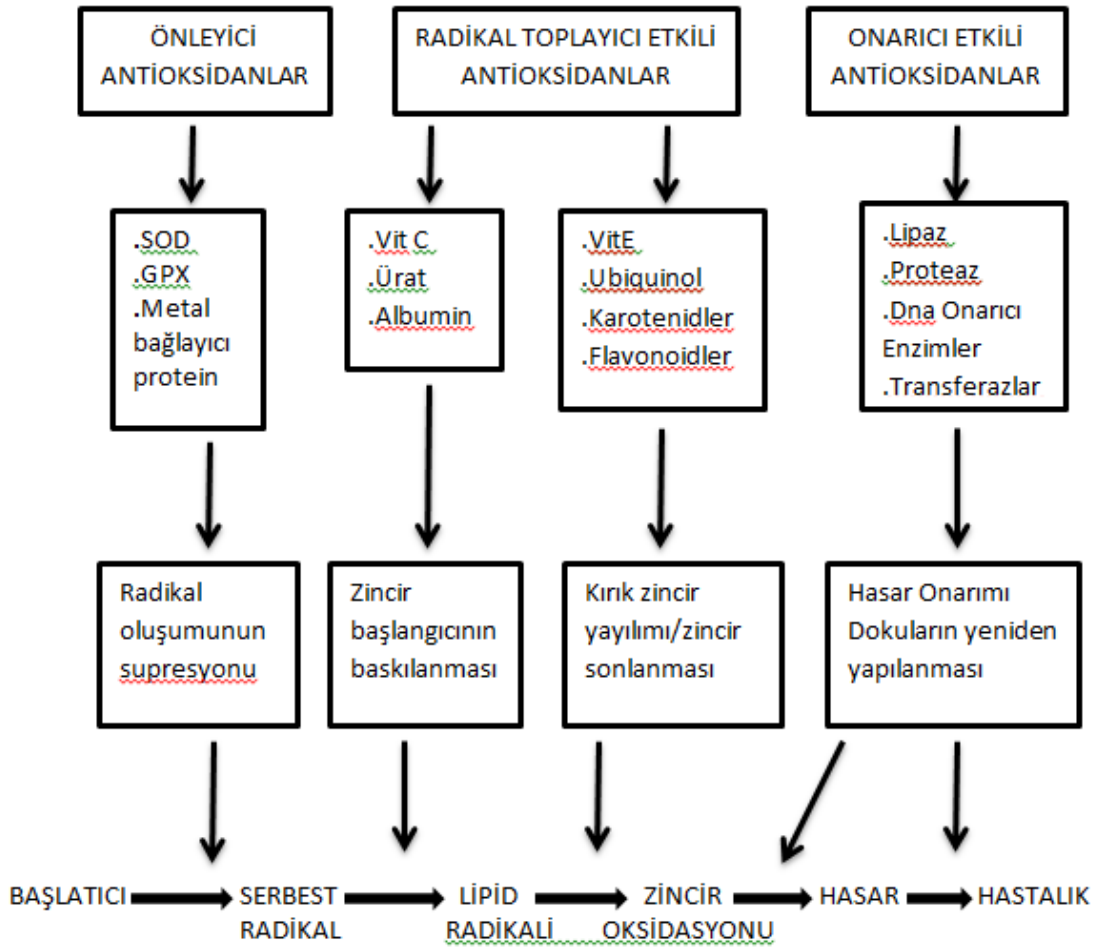 ÖNLEYİCİ
ANTİOKSİDANLAR
RADİKAL TOPLAYICI ETKİLİ
ANTİOKSİDANLAR
ONARICI ETKİLİ
ANTİOKSİDANLAR
.SOD
.GPX
.Metal
bağlayıcı
protein
.Vit C
.Ürat
.Albumin
.VitE
.Ubiquinol
.Karotenidler
.Flavonoidler
.Lipaz
.Proteaz
.Dna Onarıcı
Enzimler
.Transferazlar
Radikal
oluşumunun
supresyonu
Zincir
başlangıcının
baskılanması
Kırık zincir
yayılımı/zincir
sonlanması
Hasar Onarımı
Dokuların yeniden
yapılanması
BAŞLATICI
SERBEST
RADİKAL
LİPİD
RADİKALİ
ZİNCİR
OKSİDASYONU
HASAR
HASTALIK